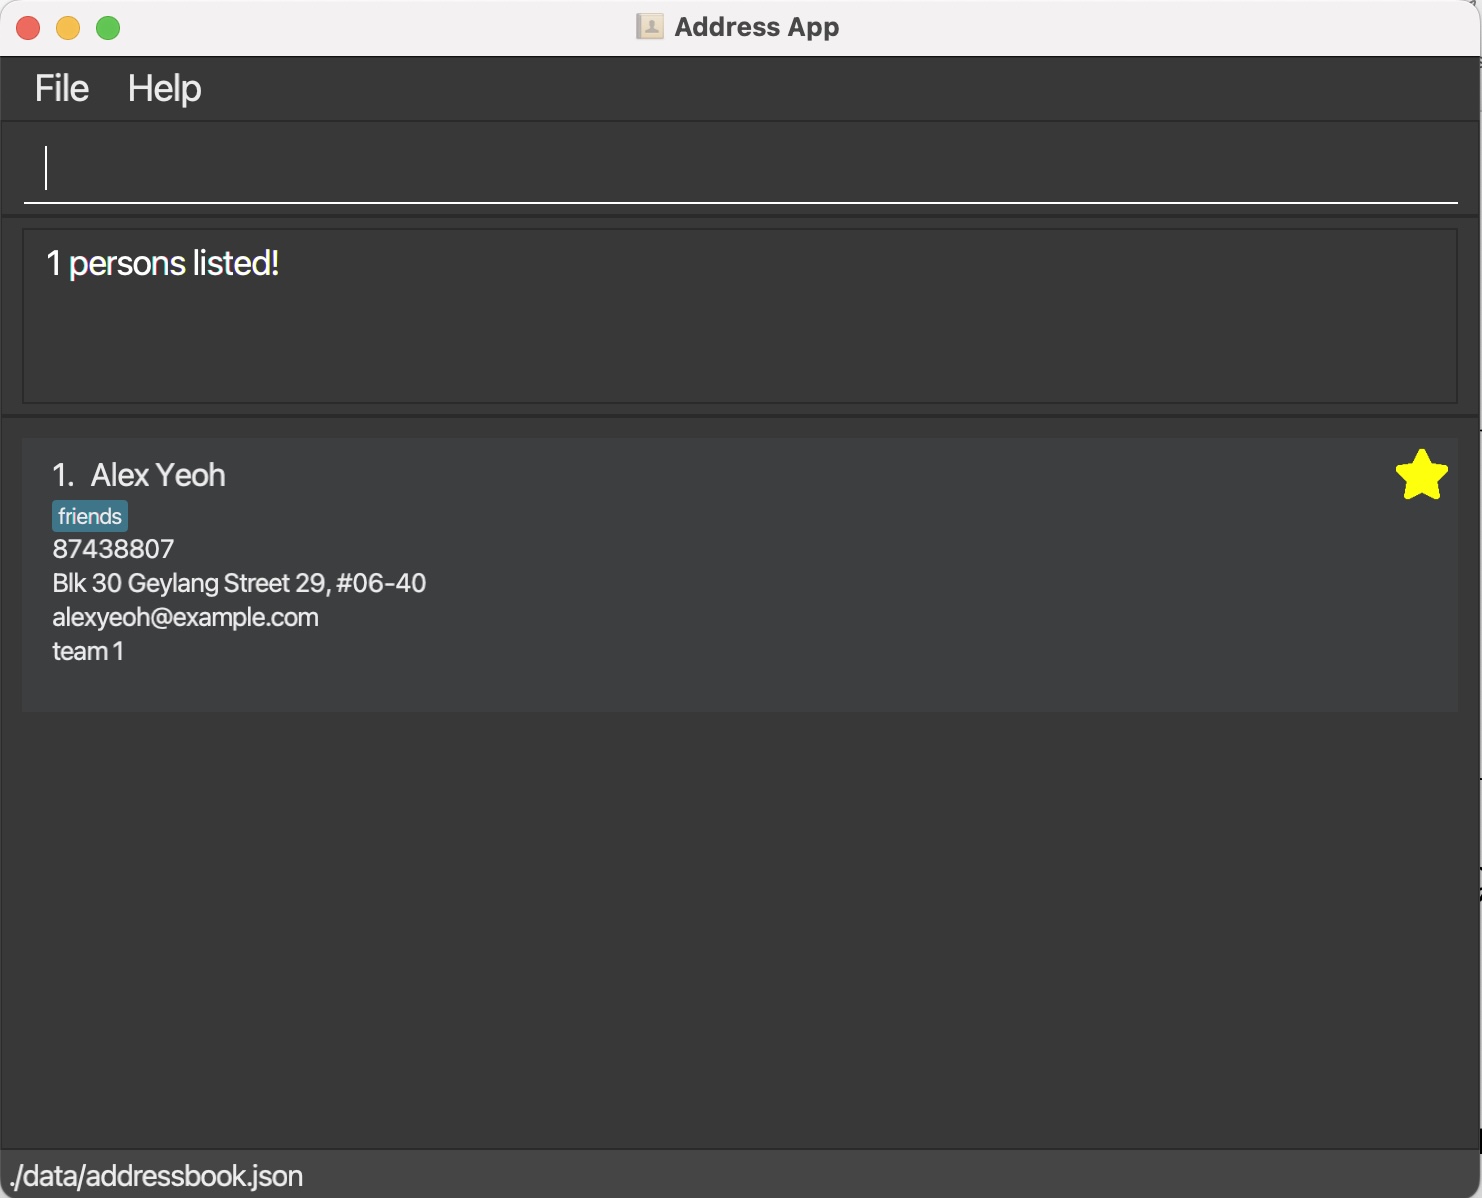 Address App
File Help
1 persons listed!
1. Alex Yeoh
friends
87438807
Blk 30 Geylang Street 29, #06-40
alexyeoh@example.com
team 1
./data/addressbook.json